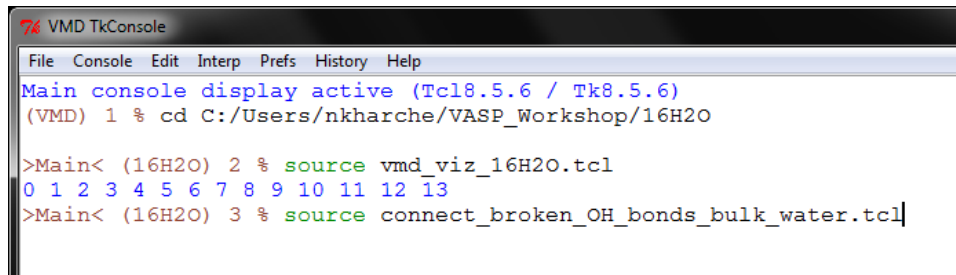 VMD TkConsole
File Console Edit Interp Prefs History Help
Main console display active (Tcl8.5.6 / Tk8.5.6)
(VMD) 1 % cd C:/Users/nkharche/VASP_Workshop/16H2O
>Main< (16H2O) 2 % source vmd_viz_16H2O.tcl
0 1 2 3 4 5 6 7 8 9 10 11 12 13
>Main< (16H2O) 3 % source connect_broken_OH_bonds_bulk_water.tcl